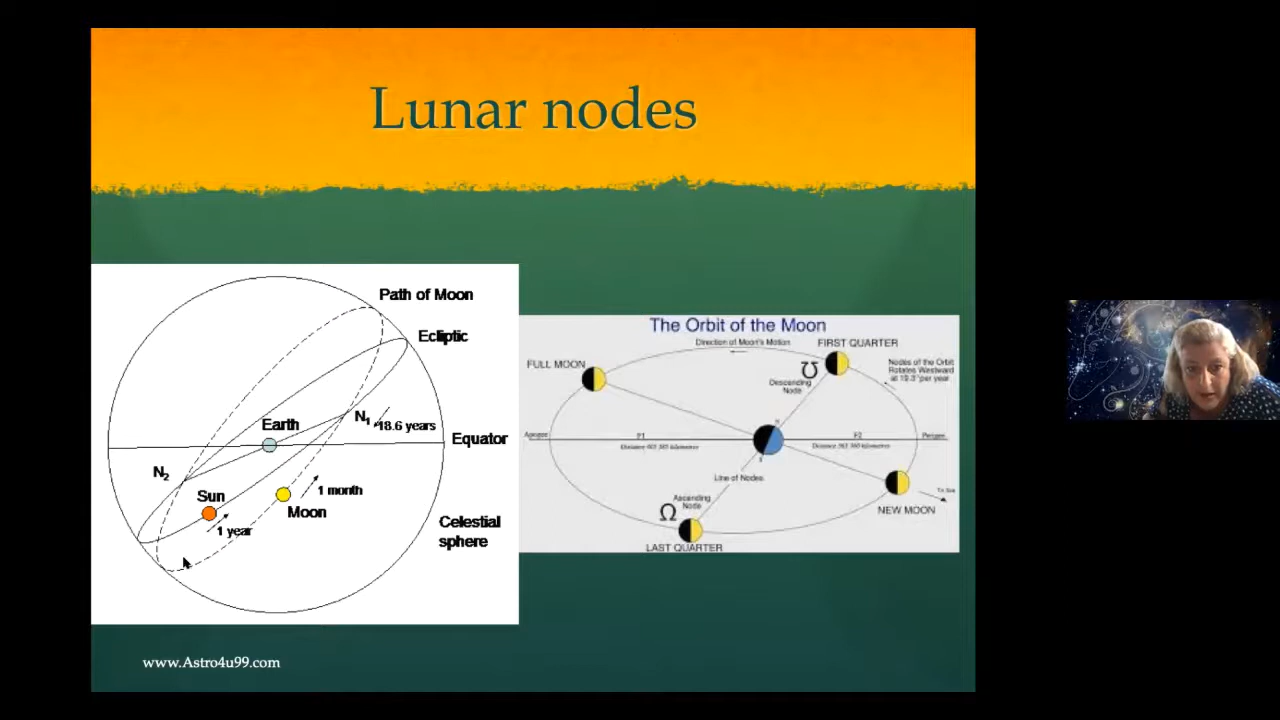 Lunar nodes
Path of Moon
Ecliptic
Earth
N1
18.6 years
Equator
N2
Sun
1 month
Moon
1 year
Celestial
sphere
The Orbit of the Moon
Direction of Moon's Motion
FIRST QUARTER
FULL MOON
Ʊ
Nodes of the Orbit
Rotates Westward
at 19.3° per year
Descending
Node
Apogee
F1
F2
Perigee
Line of Nodes
Ascending
Node
Ω
NEW MOON
LAST QUARTER
www.Astro4u99.com